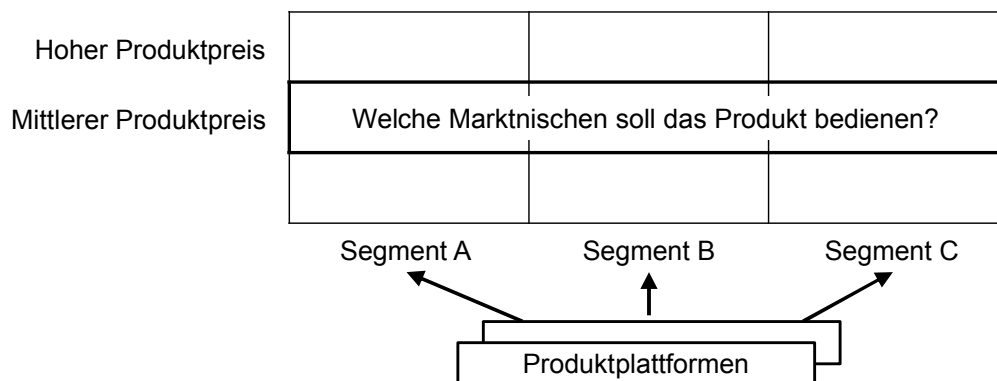 Hoher Produktpreis
Mittlerer Produktpreis
Welche Marktnischen soll das Produkt bedienen?
Segment A Segment B Segment C
Produktplattformen